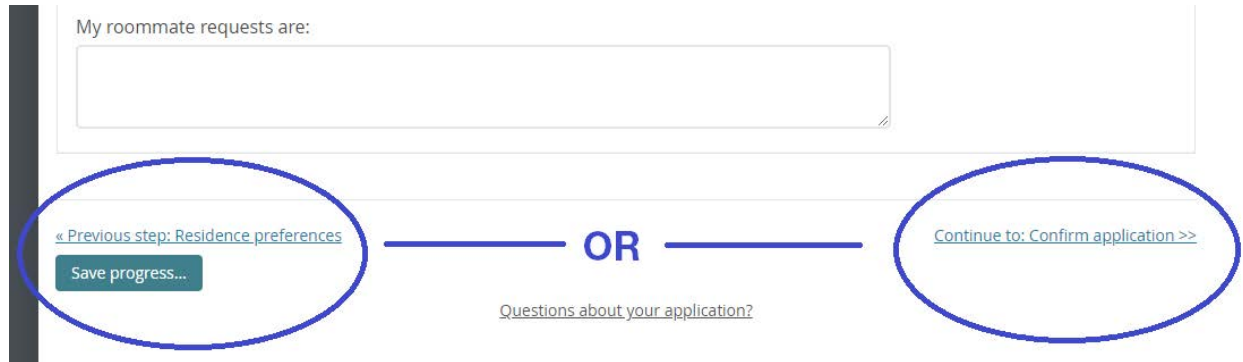 My roommate requests are:
« Previous step: Residence preferences
OR
Continue to: Confirm application >>
Save progress...
Questions about your application?